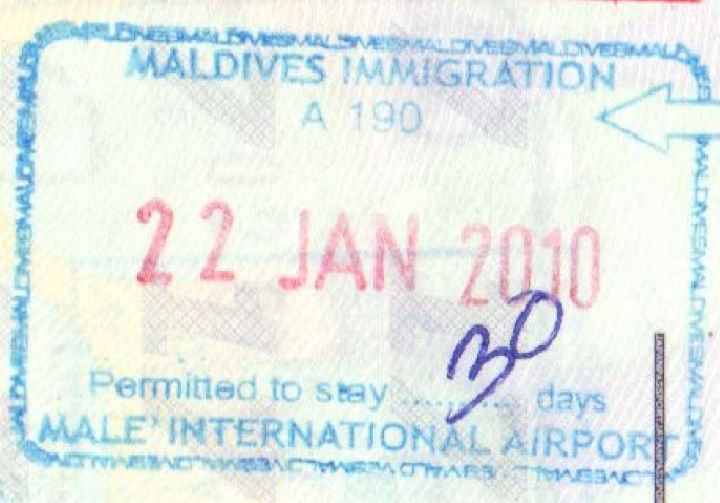 MALDIVES IMMIGRATION
A 190
22 JAN 2010
Permitted to stay ..30.. days
MALE' INTERNATIONAL AIRPORT